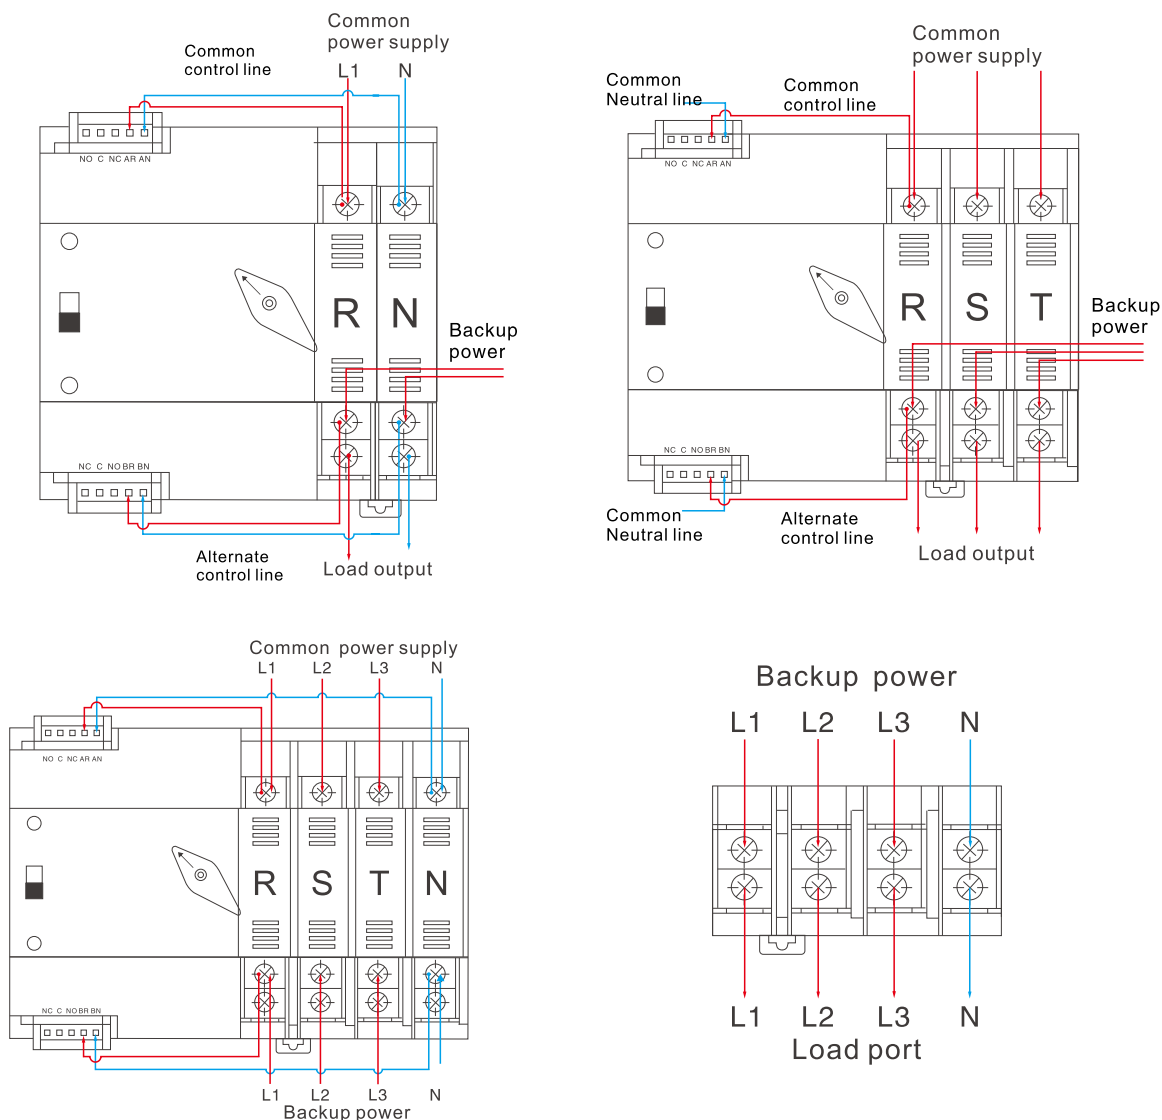 Common
power supply
L1 N
Common
control line
NO C NC AR AN
R N
Backup
power
NC C NO BR BN
Alternate
control line
Load output
Common
power supply
Common
Neutral line
Common
control line
NO C NC AR AN
R S T
Backup
power
NC C NO BR BN
Common
Neutral line
Alternate
control line
Load output
Common power supply
L1 L2 L3 N
NO C NC AR AN
R S T N
NC C NO BR BN
L1 L2 L3 N
Backup power
Backup power
L1 L2 L3 N
L1 L2 L3 N
Load port